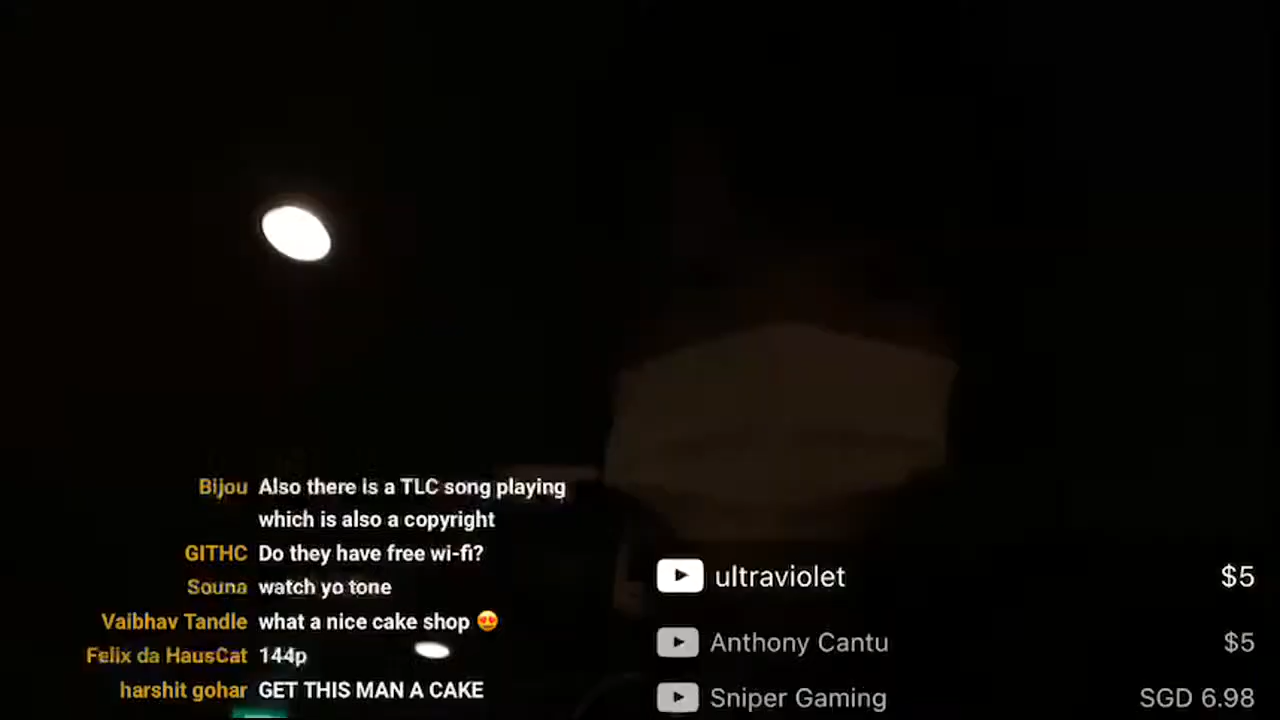 Bijou Also there is a TLC song playing
which is also a copyright
GITHC Do they have free wi-fi?
Souna watch yo tone
Vaibhav Tandle what a nice cake shop 😍
Felix da HausCat 144p
harshit gohar GET THIS MAN A CAKE
ultraviolet $5
Anthony Cantu $5
Sniper Gaming SGD 6.98